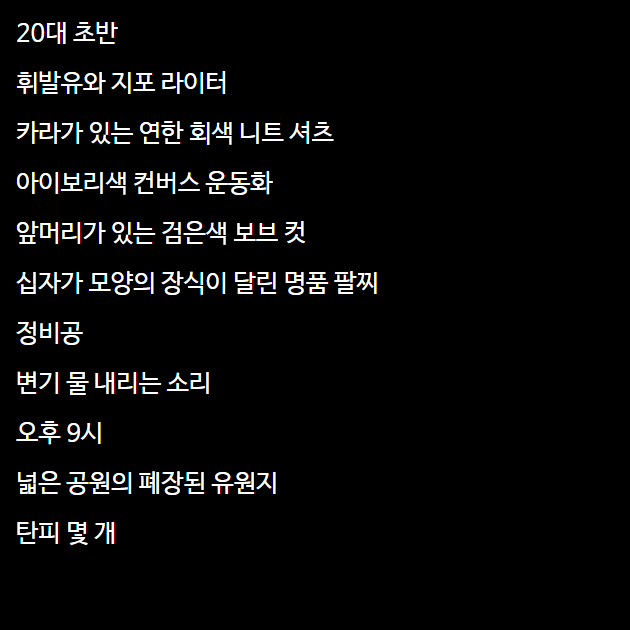 20대 초반
휘발유와 지포 라이터
카라가 있는 연한 회색 니트 셔츠
아이보리색 컨버스 운동화
앞머리가 있는 검은색 보브 컷
십자가 모양의 장식이 달린 명품 팔찌
정비공
변기 물 내리는 소리
오후 9시
넓은 공원의 폐장된 유원지
탄피 몇 개